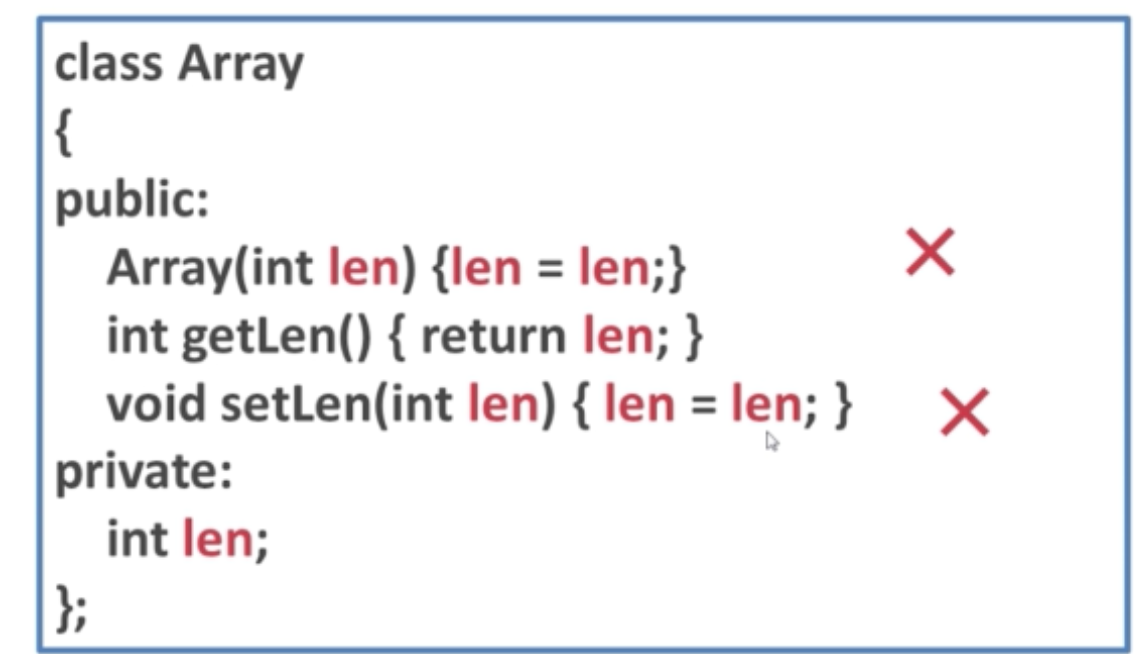 class Array
{
public:
Array(int len) {len = len;}
int getLen() { return len; }
void setLen(int len) { len = len; }
private:
int len;
};